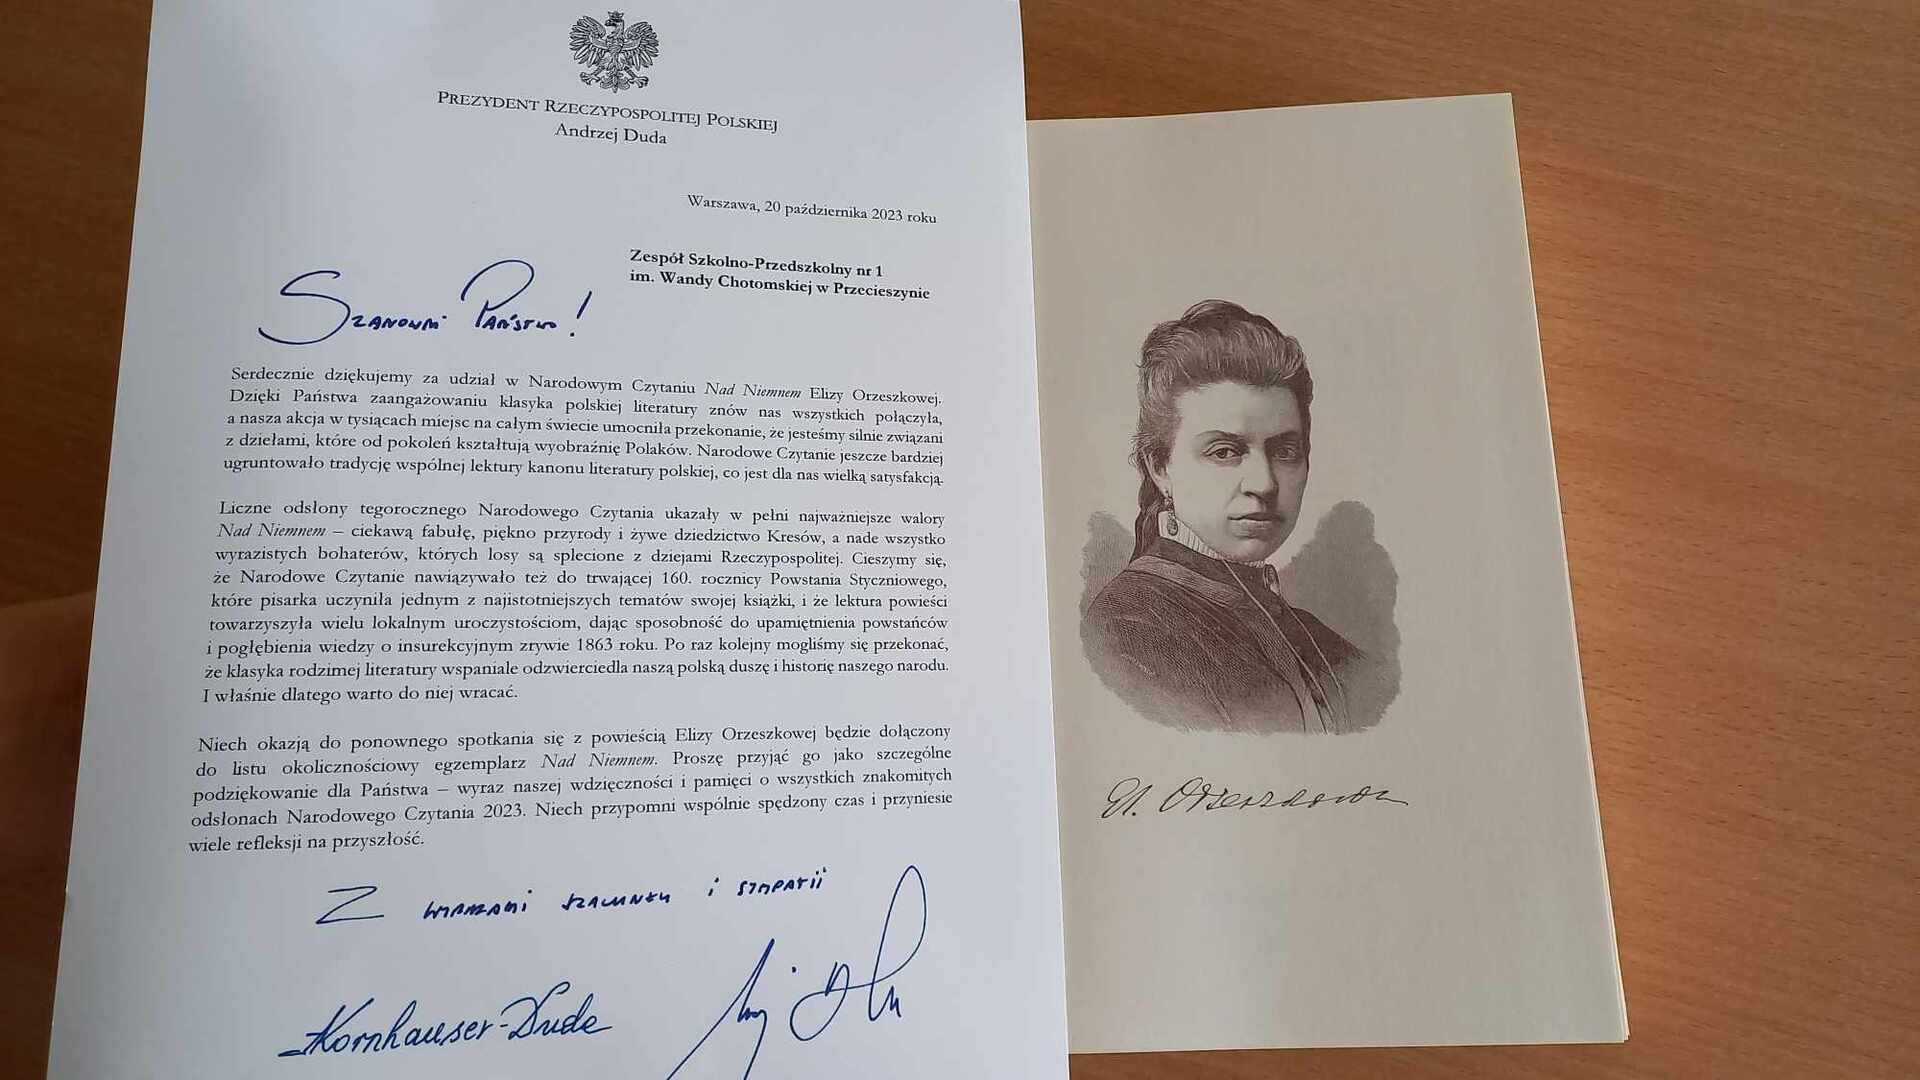 PREZYDENT RZECZYPOSPOLITEJ POLSKIEJ
Andrzej Duda
Warszawa, 20 października 2023 roku
Zespół Szkolno-Przedszkolny nr 1
im. Wandy Chotomskiej w Przecieszynie
Szanowni Państwo!
Serdecznie dziękujemy za udział w Narodowym Czytaniu Nad Niemnem Elizy Orzeszkowej.
Dzięki Państwa zaangażowaniu klasyka polskiej literatury znów nas wszystkich połączyła,
a nasza akcja w tysiącach miejsc na całym świecie umocniła przekonanie, że jesteśmy silnie związani
z dziełami, które od pokoleń kształtują wyobraźnię Polaków. Narodowe Czytanie jeszcze bardziej
ugruntowało tradycję wspólnej lektury kanonu literatury polskiej, co jest dla nas wielką satysfakcją.
Liczne odsłony tegorocznego Narodowego Czytania ukazały w pełni najważniejsze walory
Nad Niemnem – ciekawą fabułę, piękno przyrody i żywe dziedzictwo Kresów, a nade wszystko
wyrazistych bohaterów, których losy są splecione z dziejami Rzeczypospolitej. Cieszymy się,
że Narodowe Czytanie nawiązywało też do trwającej 160. rocznicy Powstania Styczniowego,
które pisarka uczyniła jednym z najistotniejszych tematów swojej książki, i że lektura powieści
towarzyszyła wielu lokalnym uroczystościom, dając sposobność do upamiętnienia powstańców
i pogłębienia wiedzy o insurekcyjnym zrywie 1863 roku. Po raz kolejny mogliśmy się przekonać,
że klasyka rodzimej literatury wspaniale odzwierciedla naszą polską duszę i historię naszego narodu.
I właśnie dlatego warto do niej wracać.
Niech okazją do ponownego spotkania się z powieścią Elizy Orzeszkowej będzie dołączony
do listu okolicznościowy egzemplarz Nad Niemnem. Proszę przyjąć go jako szczególne
podziękowanie dla Państwa – wyraz naszej wdzięczności i pamięci o wszystkich znakomitych
odsłonach Narodowego Czytania 2023. Niech przypomni wspólnie spędzony czas i przyniesie
wiele refleksji na przyszłość.
Z wyrazami szacunku i sympatii
Kornhauser-Duda
El. Orzeszkowa